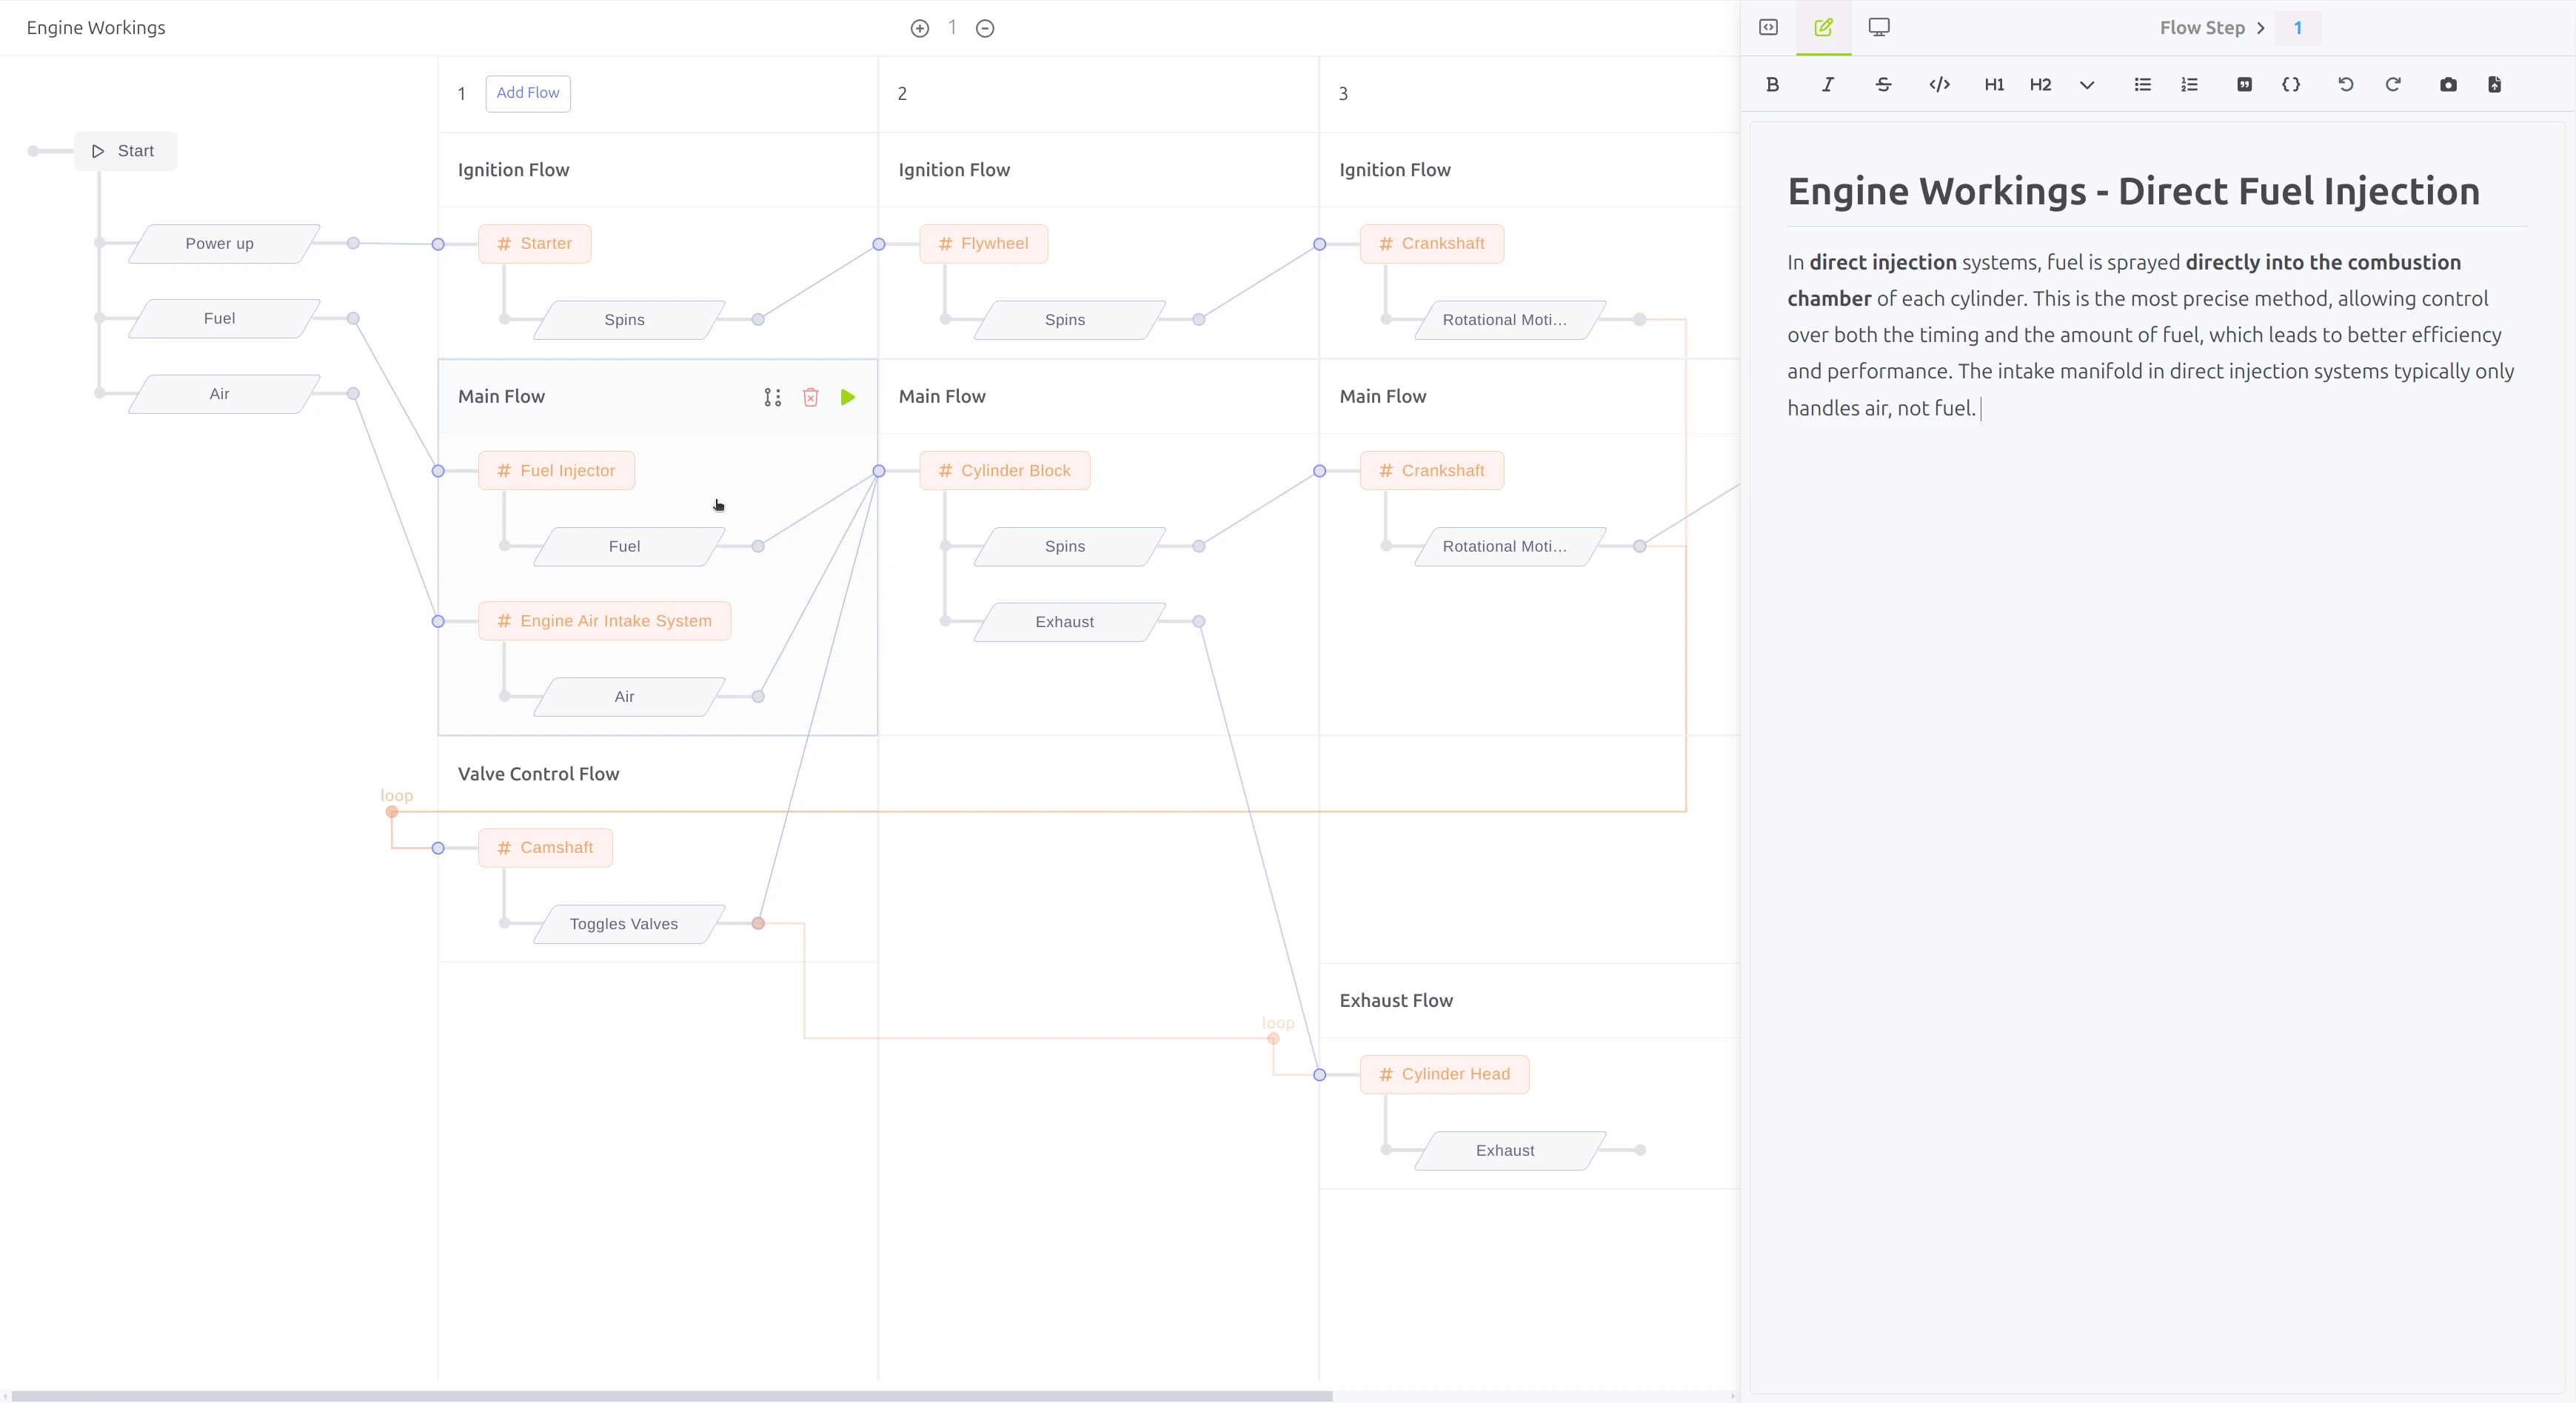 Engine Workings
1
Flow Step > 1
B I H1 H2
1 Add Flow
2
3
Start
Power up
Fuel
Air
Ignition Flow
# Starter
Spins
Ignition Flow
# Flywheel
Spins
Ignition Flow
# Crankshaft
Rotational Moti...
Main Flow
# Fuel Injector
Fuel
# Engine Air Intake System
Air
Main Flow
# Cylinder Block
Spins
Exhaust
Main Flow
# Crankshaft
Rotational Moti...
Valve Control Flow
loop
# Camshaft
Toggles Valves
loop
Exhaust Flow
# Cylinder Head
Exhaust
Engine Workings - Direct Fuel Injection
In direct injection systems, fuel is sprayed directly into the combustion
chamber of each cylinder. This is the most precise method, allowing control
over both the timing and the amount of fuel, which leads to better efficiency
and performance. The intake manifold in direct injection systems typically only
handles air, not fuel.